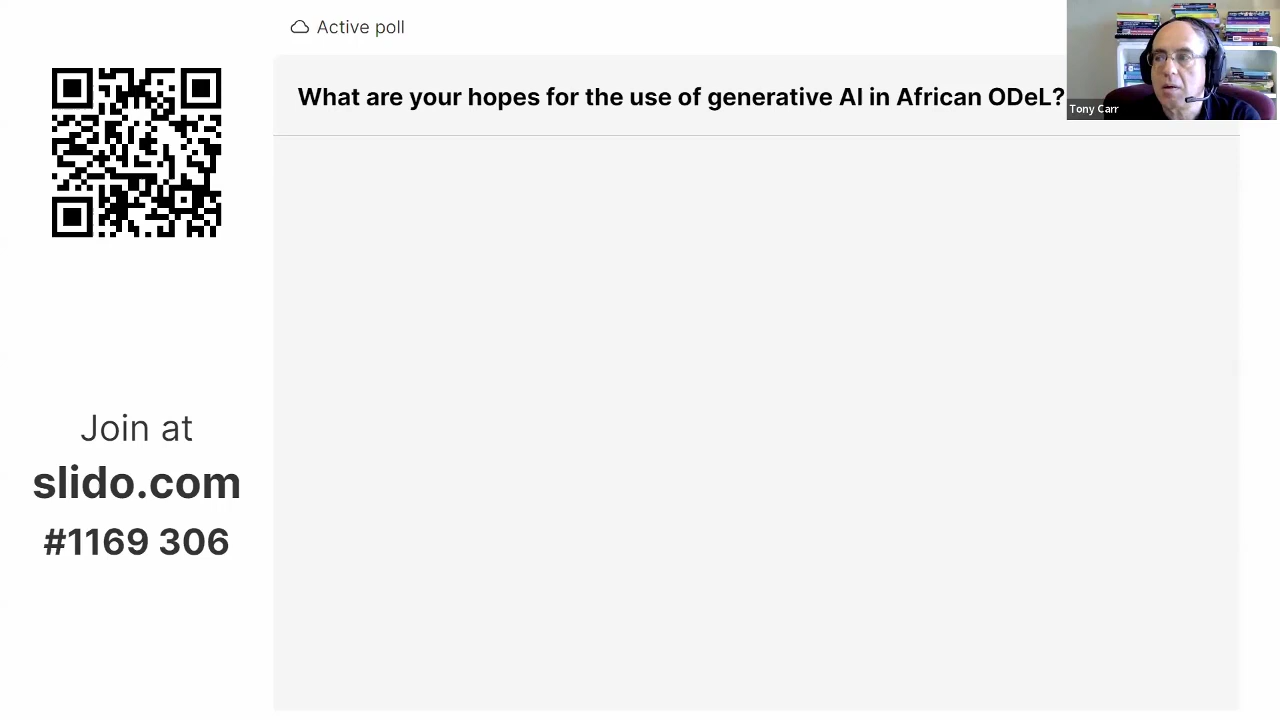 Active poll
What are your hopes for the use of generative AI in African ODeL?
Tony Carr
Join at
slido.com
#1169 306